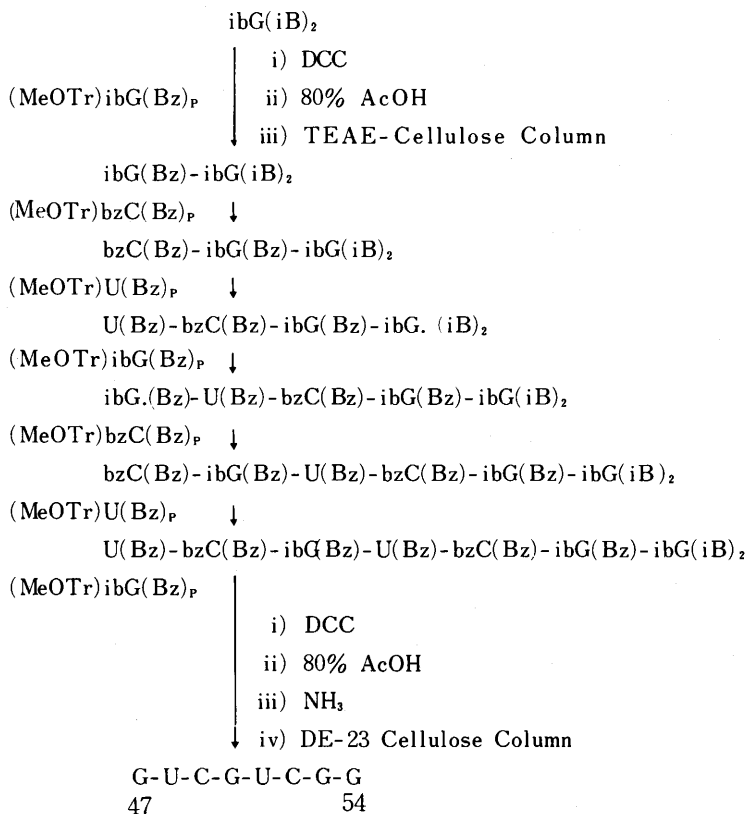 ibG(iB)₂
i) DCC
(MeOTr)ibG(Bz)ₚ ii) 80% AcOH
iii) TEAE-Cellulose Column
ibG(Bz)-ibG(iB)₂
(MeOTr)bzC(Bz)ₚ ↓
bzC(Bz)-ibG(Bz)-ibG(iB)₂
(MeOTr)U(Bz)ₚ ↓
U(Bz)-bzC(Bz)-ibG(Bz)-ibG. (iB)₂
(MeOTr)ibG(Bz)ₚ ↓
ibG.(Bz)-U(Bz)-bzC(Bz)-ibG(Bz)-ibG(iB)₂
(MeOTr)bzC(Bz)ₚ ↓
bzC(Bz)-ibG(Bz)-U(Bz)-bzC(Bz)-ibG(Bz)-ibG(iB)₂
(MeOTr)U(Bz)ₚ ↓
U(Bz)-bzC(Bz)-ibG(Bz)-U(Bz)-bzC(Bz)-ibG(Bz)-ibG(iB)₂
(MeOTr)ibG(Bz)ₚ
i) DCC
ii) 80% AcOH
iii) NH₃
iv) DE-23 Cellulose Column
G-U-C-G-U-C-G-G
47 54